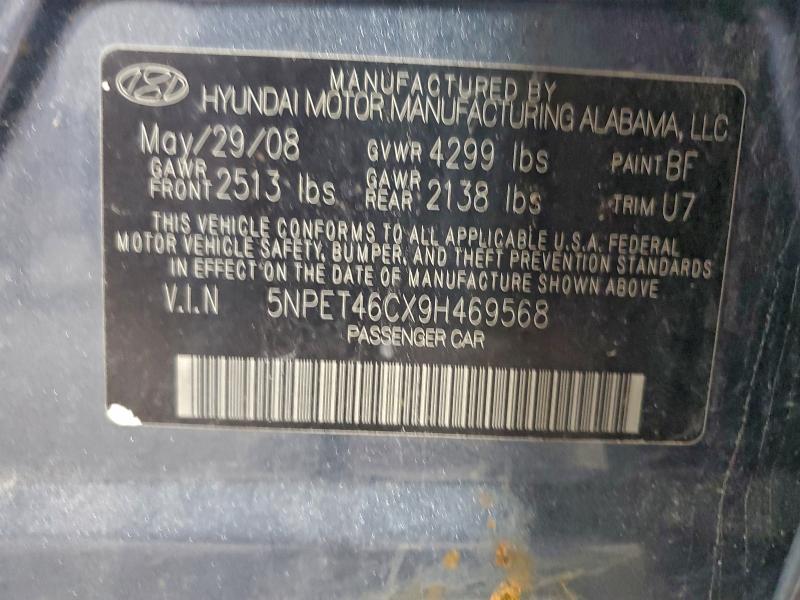 MANUFACTURED BY
HYUNDAI MOTOR MANUFACTURING ALABAMA, LLC
May/29/08 GVWR 4299 lbs PAINT BF
GAWR FRONT 2513 lbs GAWR REAR 2138 lbs TRIM U7
THIS VEHICLE CONFORMS TO ALL APPLICABLE U.S.A. FEDERAL
MOTOR VEHICLE SAFETY, BUMPER, AND THEFT PREVENTION STANDARDS
IN EFFECT ON THE DATE OF MANUFACTURE SHOWN ABOVE
V.I.N 5NPET46CX9H469568
PASSENGER CAR